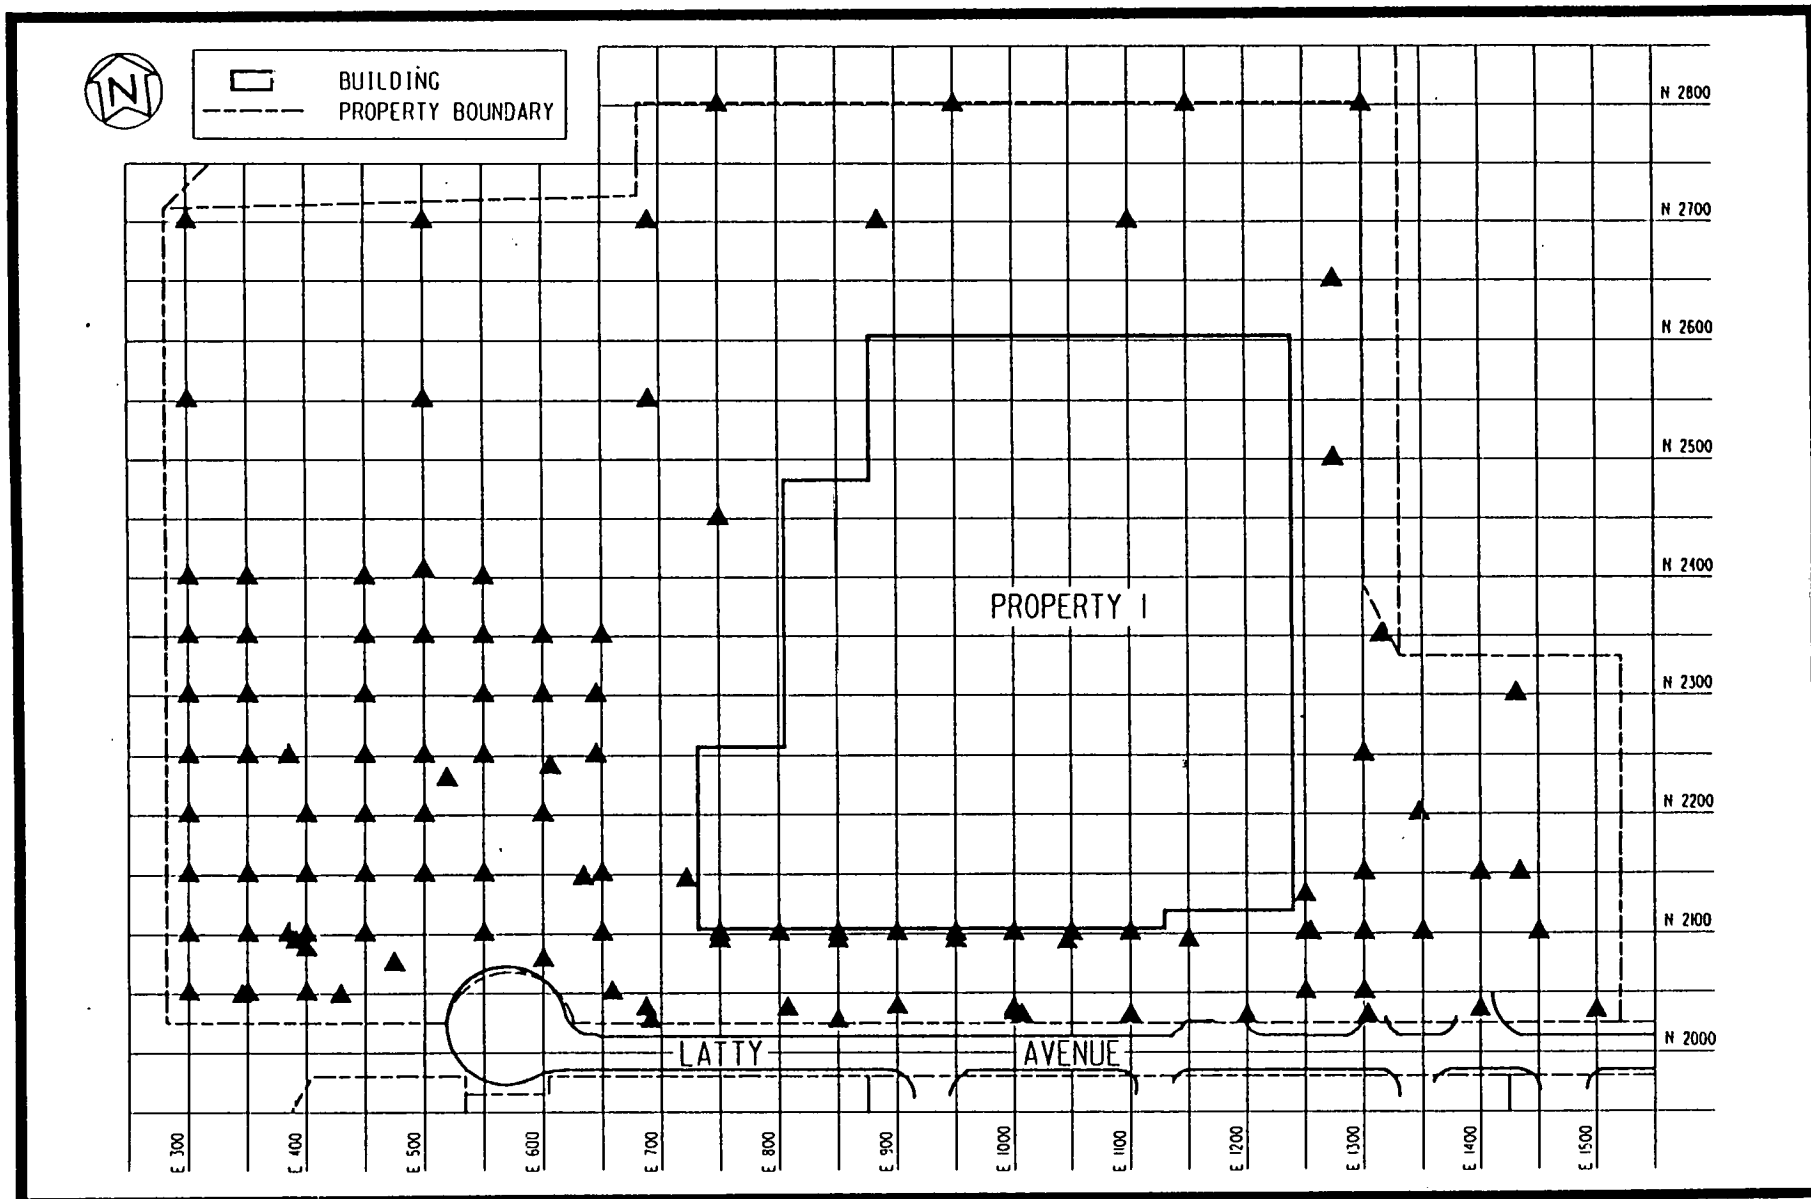 N
BUILDING
PROPERTY BOUNDARY
N 2800
N 2700
N 2600
N 2500
N 2400
PROPERTY 1
N 2300
N 2200
N 2100
N 2000
LATTY AVENUE
E 300
E 400
E 500
E 600
E 700
E 800
E 900
E 1000
E 1100
E 1200
E 1300
E 1400
E 1500